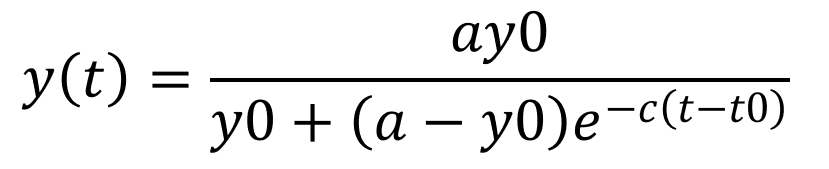 y(t) = ay0 / (y0 + (a − y0)e^{−c(t−t0)})